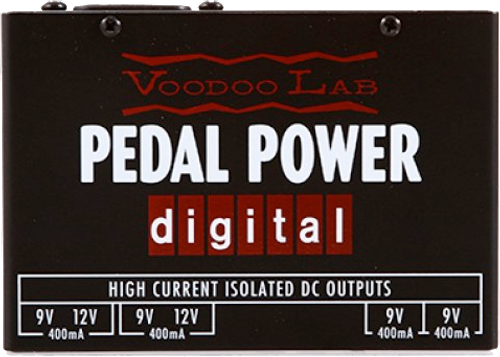 VOODOO LAB
PEDAL POWER
digital
HIGH CURRENT ISOLATED DC OUTPUTS
9V 12V 9V 12V 9V 9V
400mA 400mA 400mA 400mA